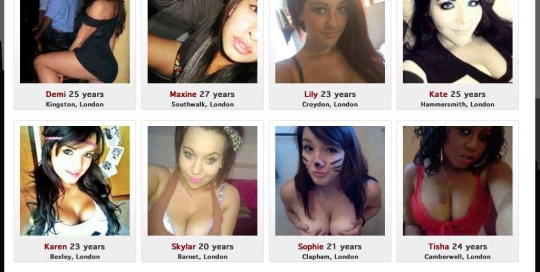 Demi 25 years
Kingston, London
Maxine 27 years
Southwalk, London
Lily 23 years
Croydon, London
Kate 25 years
Hammersmith, London
Karen 23 years
Bexley, London
Skylar 20 years
Barnet, London
Sophie 21 years
Clapham, London
Tisha 24 years
Camberwell, London